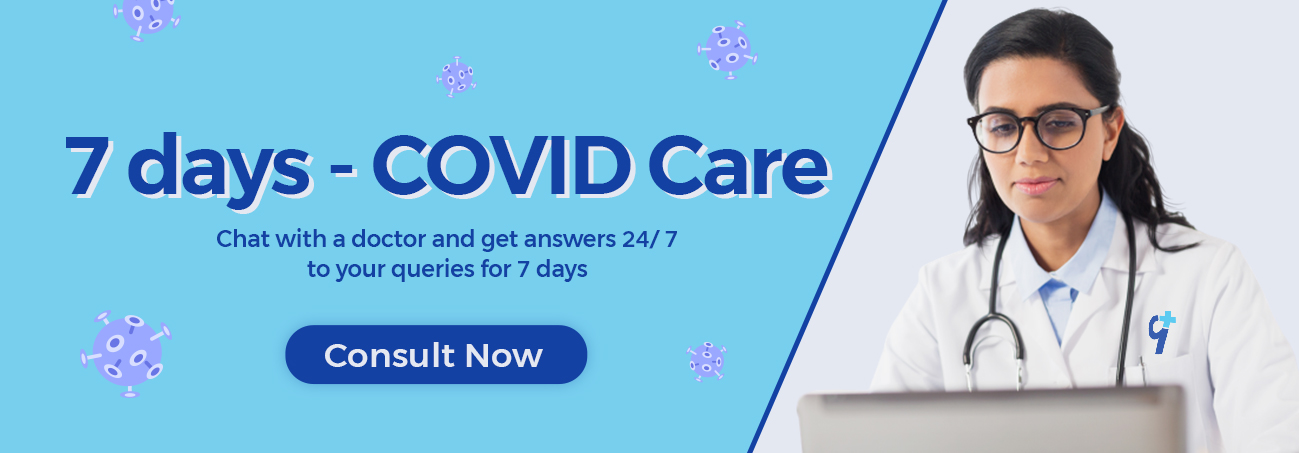 7 days - COVID Care
Chat with a doctor and get answers 24/ 7
to your queries for 7 days
Consult Now